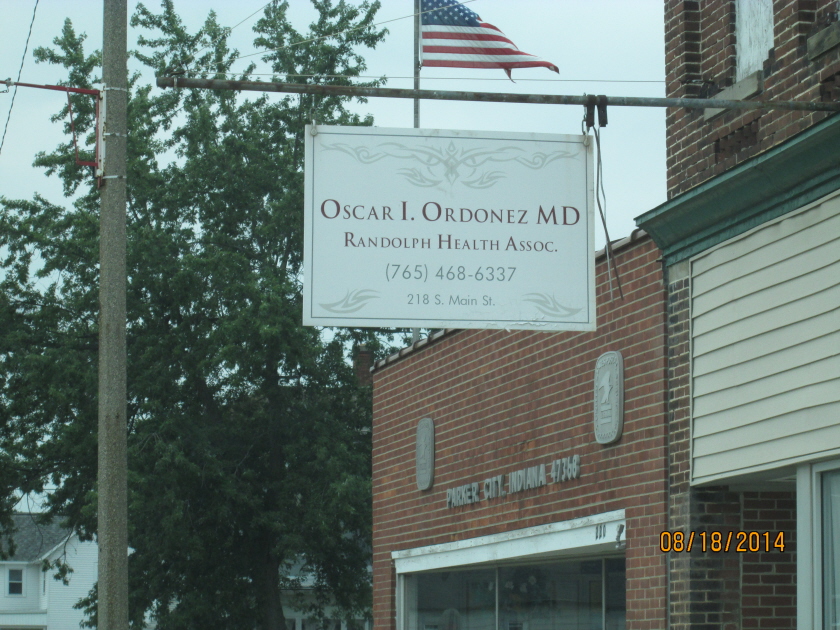 OSCAR I. ORDONEZ MD
RANDOLPH HEALTH ASSOC.
(765) 468-6337
218 S. Main St.
PARKER CITY, INDIANA 47368
111
08/18/2014